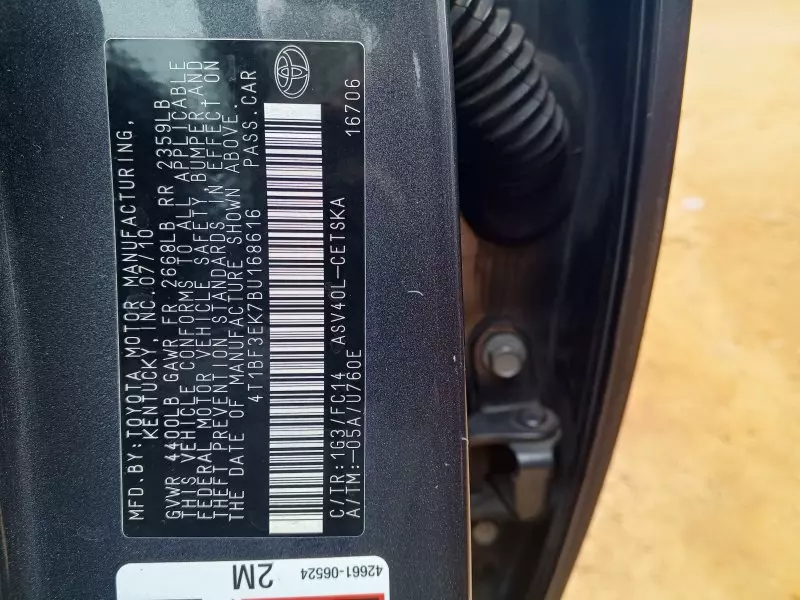 MFD.BY:TOYOTA MOTOR MANUFACTURING,
KENTUCKY, INC.07/10
GVWR 4400LB GAWR FR 2668LB RR 2359LB
THIS VEHICLE CONFORMS TO ALL APPLICABLE
FEDERAL MOTOR VEHICLE SAFETY, BUMPER,AND
THEFT PREVENTION STANDARDS IN EFFECT ON
THE DATE OF MANUFACTURE SHOWN ABOVE.
4T1BF3EK7BU169616 PASS.CAR
C/TR:1G3/FC14 ASV40L-CETSKA 16706
A/TM:-05A/U760E
42661-06524
2M